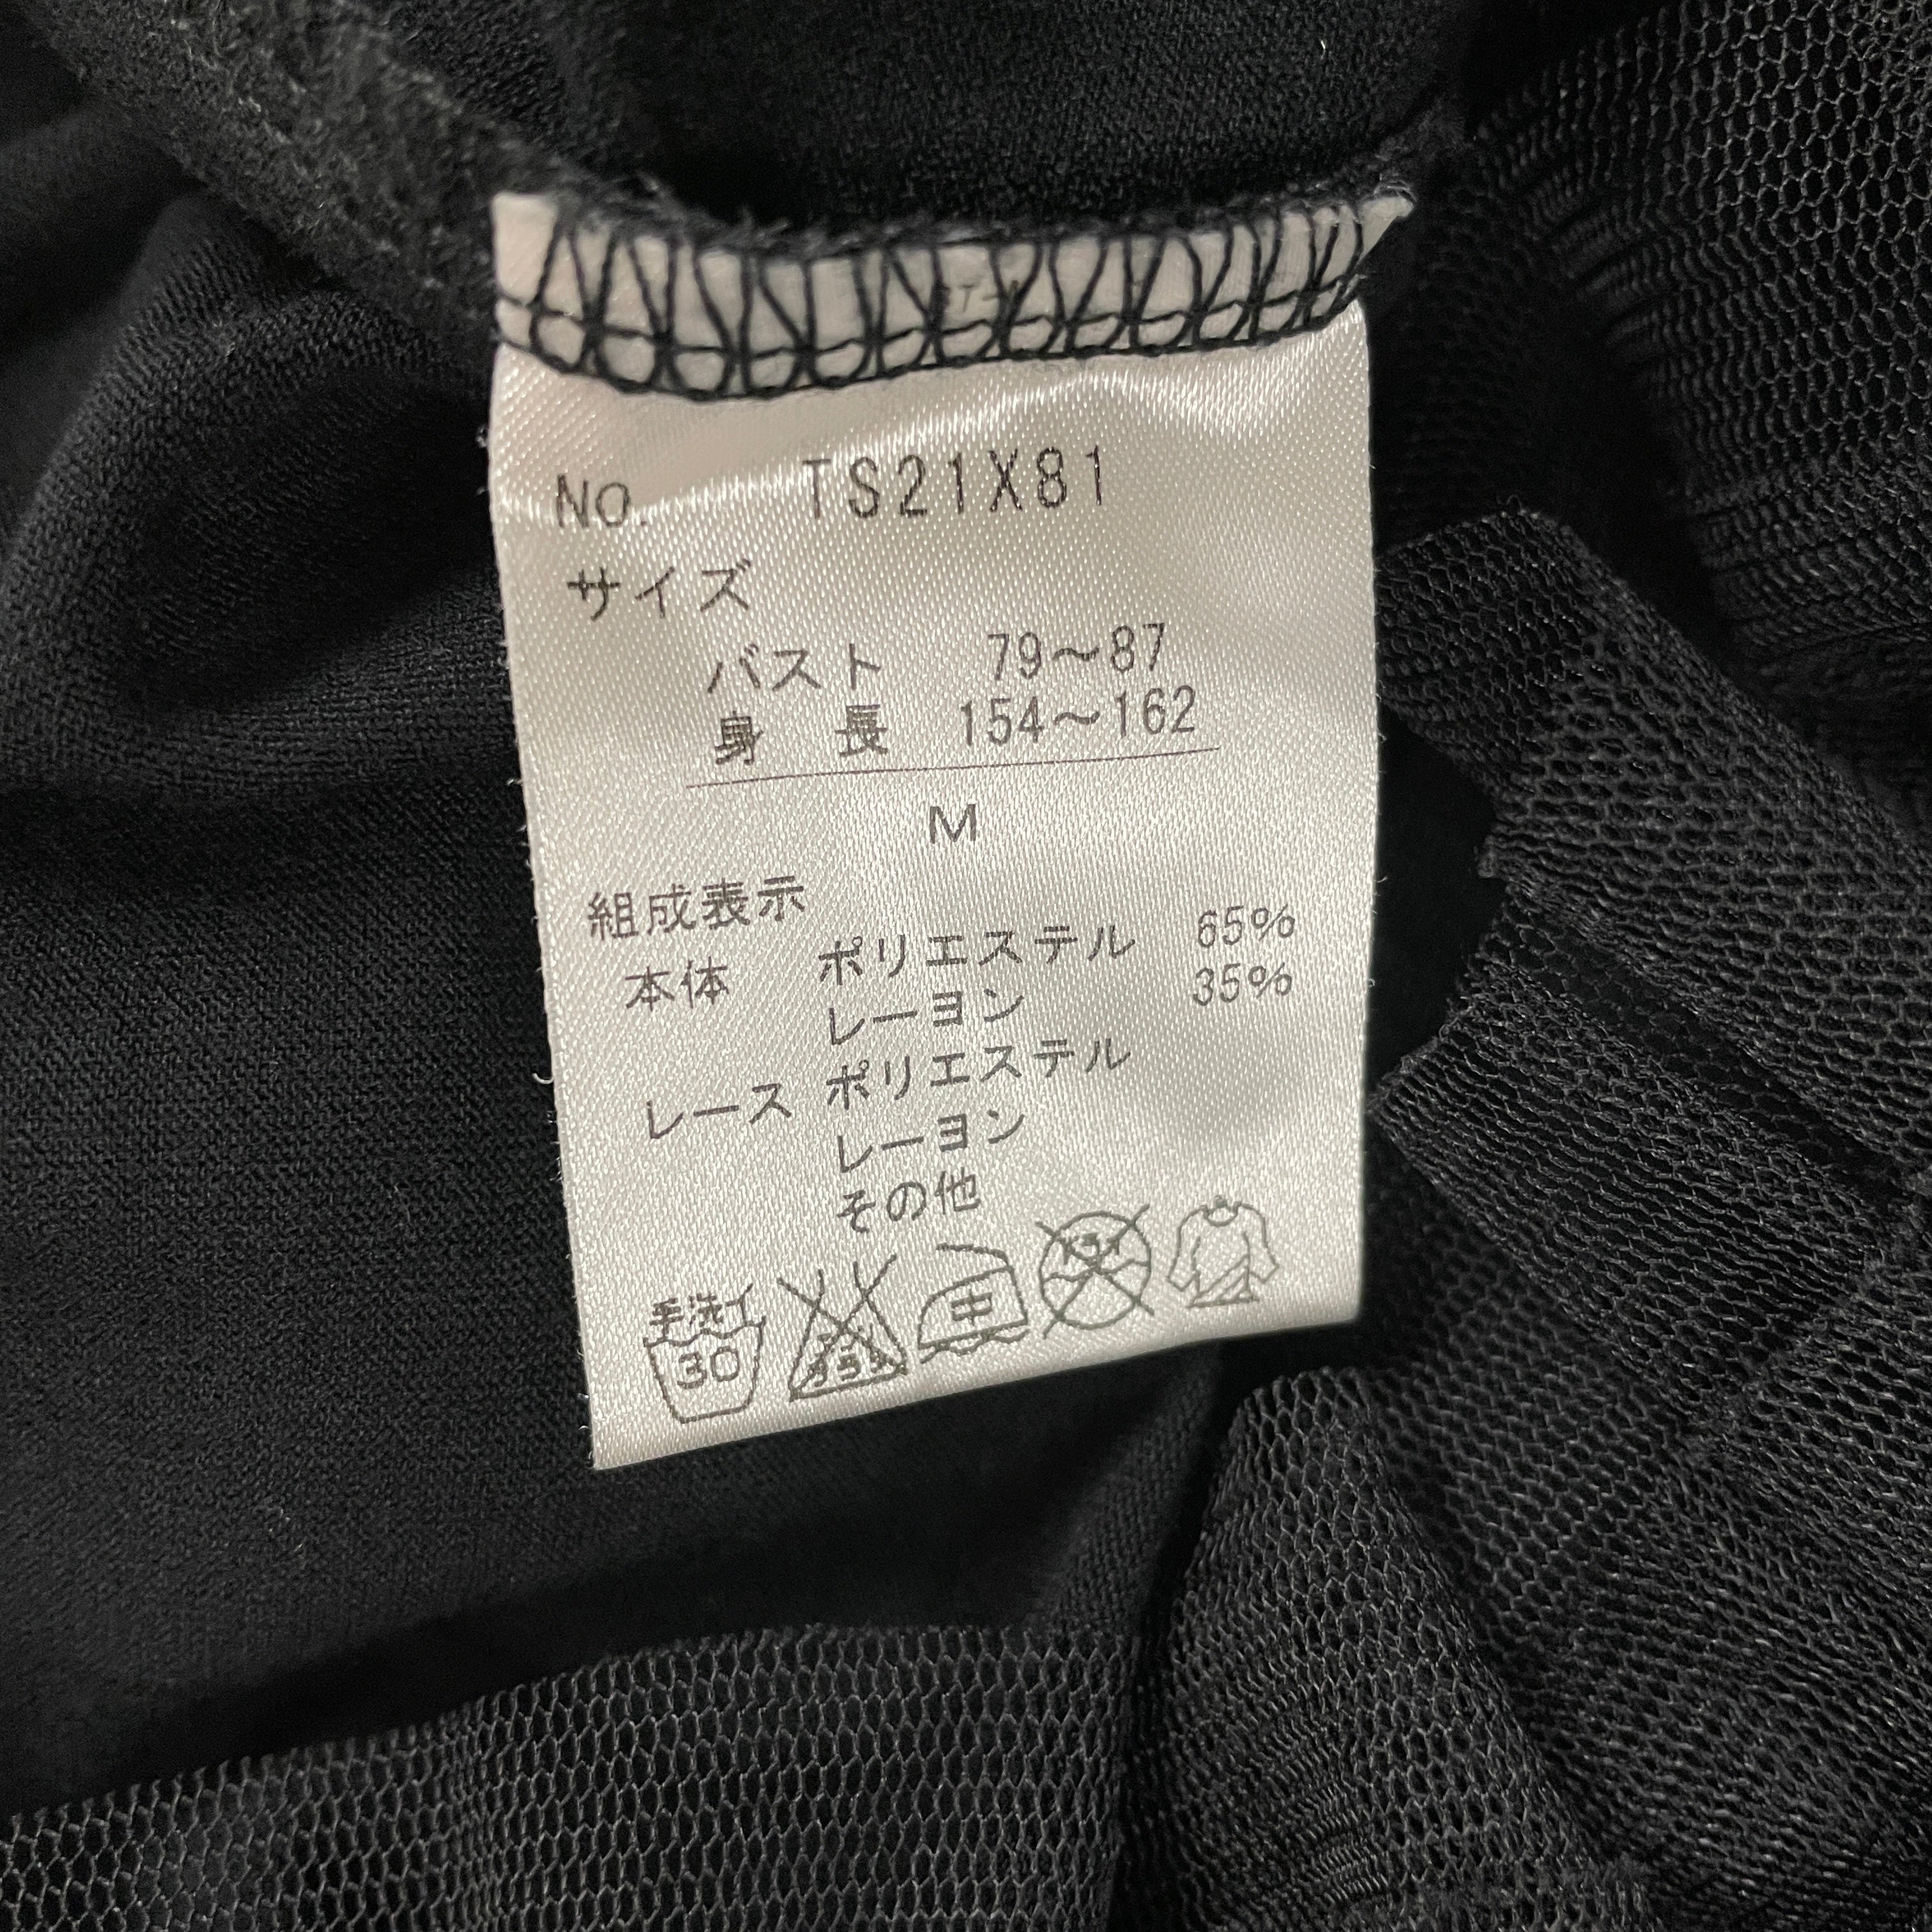 No. TS21X81
サイズ
バスト 79～87
身 長 154～162
M
組成表示
本体 ポリエステル 65%
レーヨン 35%
レース ポリエステル
レーヨン
その他
手洗イ
30
中